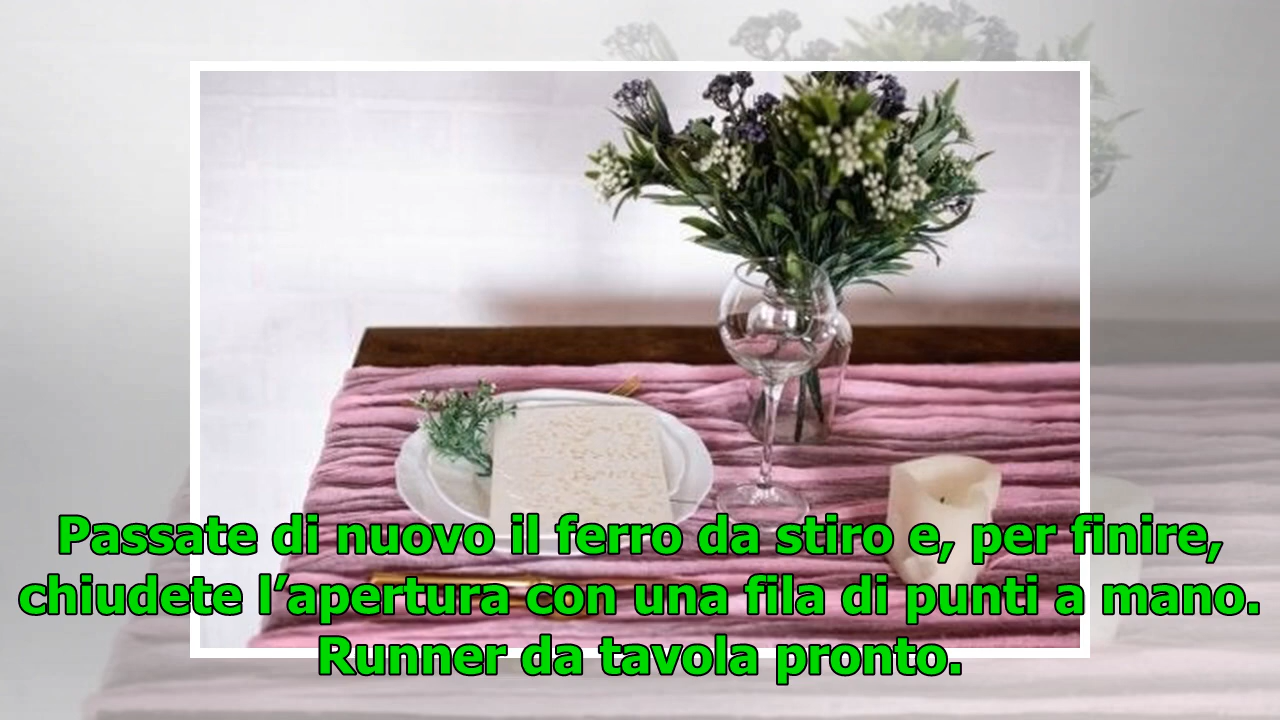 Passate di nuovo il ferro da stiro e, per finire,
chiudete l’apertura con una fila di punti a mano.
Runner da tavola pronto.